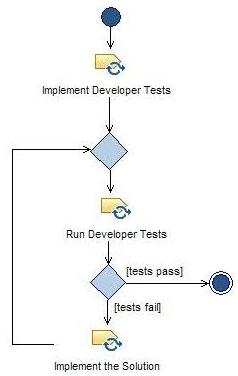 Implement Developer Tests
Run Developer Tests
[tests pass]
[tests fail]
Implement the Solution